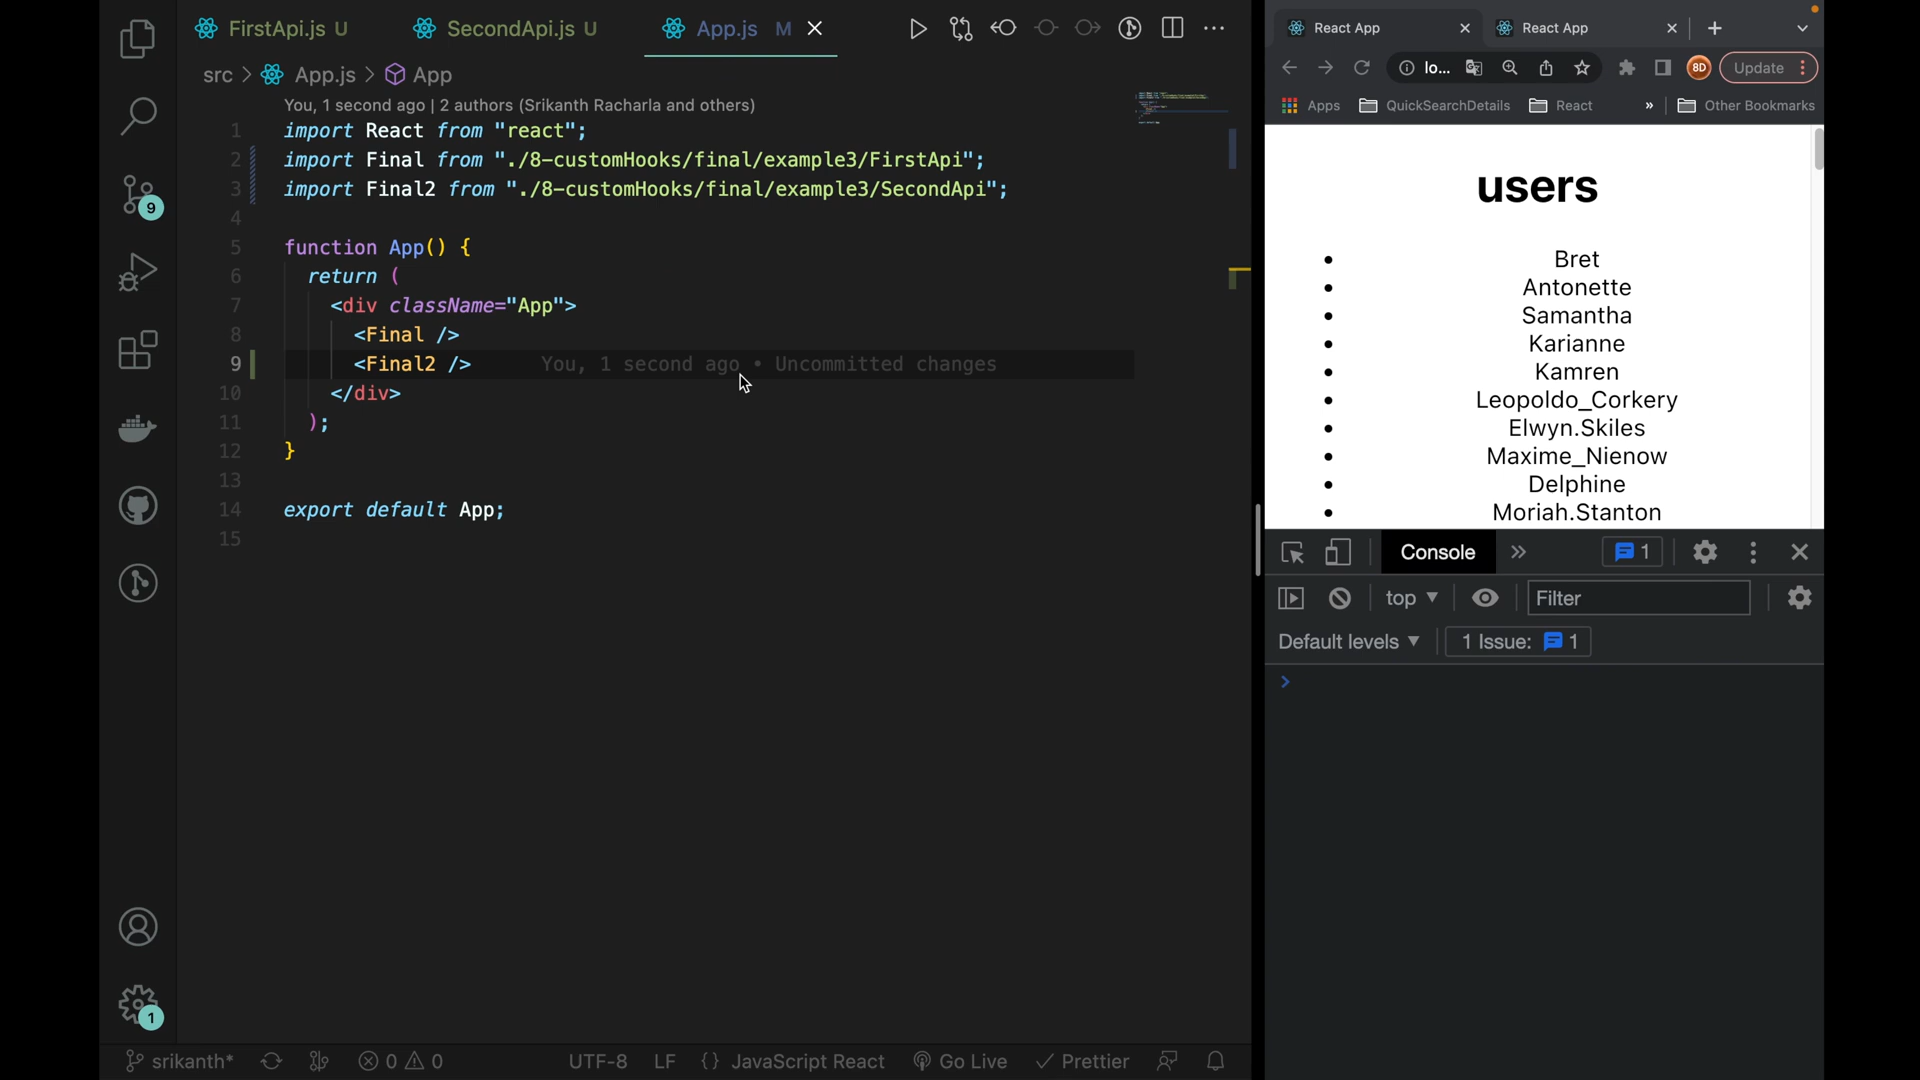 FirstApi.js U
SecondApi.js U
App.js M
src > App.js > App
You, 1 second ago | 2 authors (Srikanth Racharla and others)
1 import React from "react";
2 import Final from "./8-customHooks/final/example3/FirstApi";
3 import Final2 from "./8-customHooks/final/example3/SecondApi";
4
5 function App() {
6 return (
7 <div className="App">
8 <Final />
9 <Final2 /> You, 1 second ago • Uncommitted changes
10 </div>
11 );
12 }
13
14 export default App;
15
9
1
srikanth* 0 0 UTF-8 LF {} JavaScript React Go Live Prettier
React App
React App
lo...
8D
Update
Apps QuickSearchDetails React » Other Bookmarks
users
• Bret
• Antonette
• Samantha
• Karianne
• Kamren
• Leopoldo_Corkery
• Elwyn.Skiles
• Maxime_Nienow
• Delphine
• Moriah.Stanton
Console » 1
top Filter
Default levels 1 Issue: 1
>